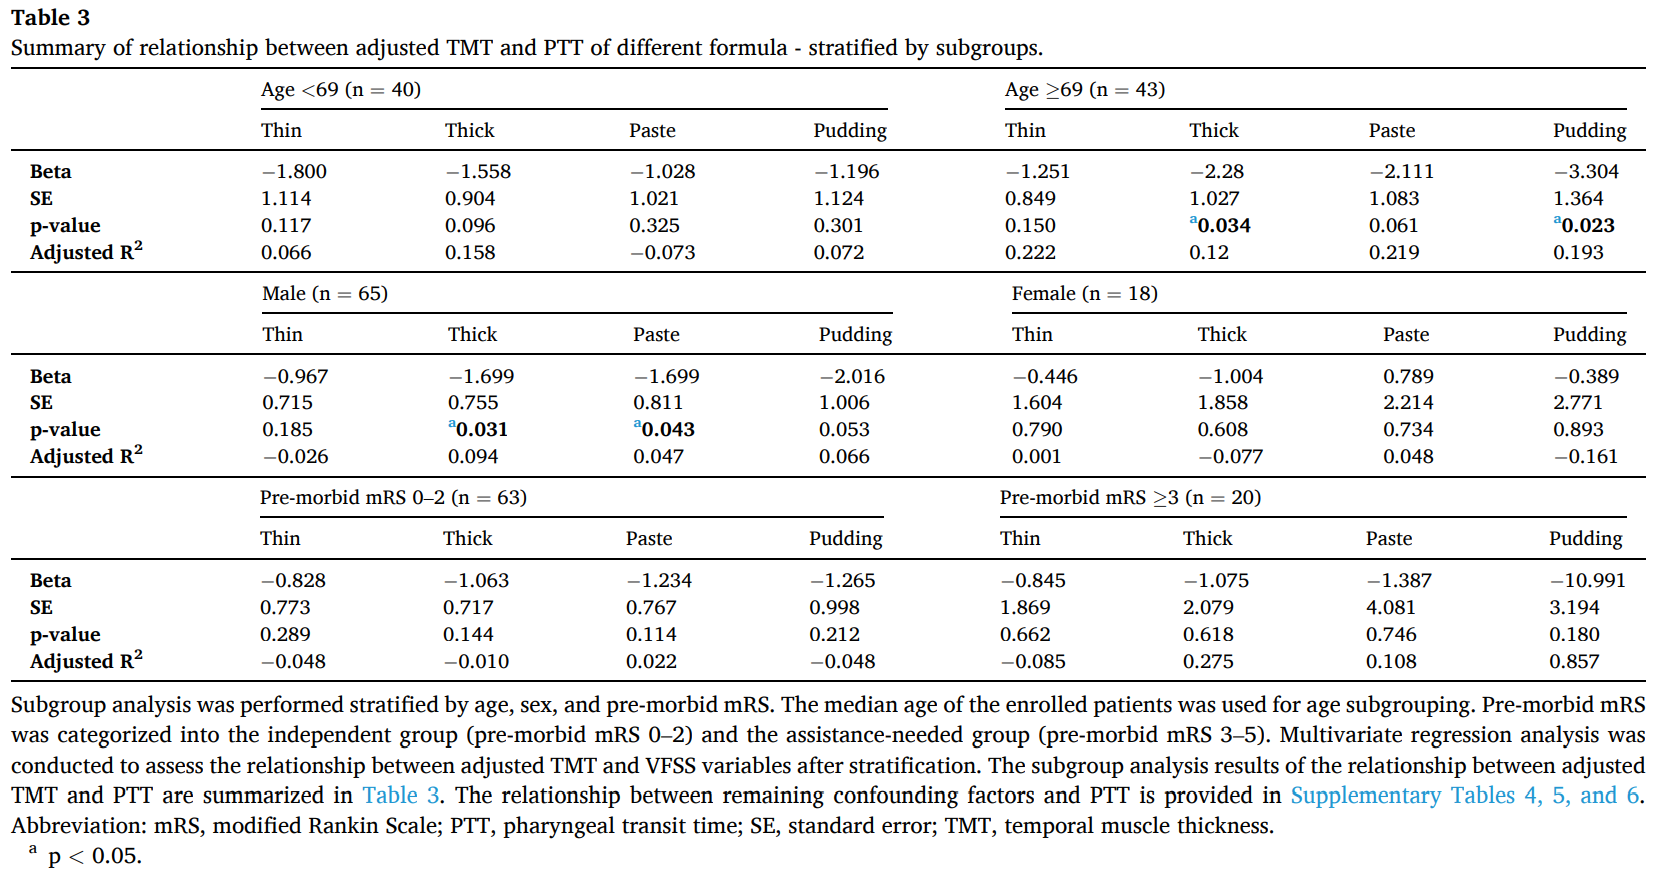 Table 3
Summary of relationship between adjusted TMT and PTT of different formula - stratified by subgroups.
Age <69 (n = 40) Age ≥69 (n = 43)
Thin Thick Paste Pudding Thin Thick Paste Pudding
Beta −1.800 −1.558 −1.028 −1.196 −1.251 −2.28 −2.111 −3.304
SE 1.114 0.904 1.021 1.124 0.849 1.027 1.083 1.364
p-value 0.117 0.096 0.325 0.301 0.150 a0.034 0.061 a0.023
Adjusted R2 0.066 0.158 −0.073 0.072 0.222 0.12 0.219 0.193
Male (n = 65) Female (n = 18)
Thin Thick Paste Pudding Thin Thick Paste Pudding
Beta −0.967 −1.699 −1.699 −2.016 −0.446 −1.004 0.789 −0.389
SE 0.715 0.755 0.811 1.006 1.604 1.858 2.214 2.771
p-value 0.185 a0.031 a0.043 0.053 0.790 0.608 0.734 0.893
Adjusted R2 −0.026 0.094 0.047 0.066 0.001 −0.077 0.048 −0.161
Pre-morbid mRS 0–2 (n = 63) Pre-morbid mRS ≥3 (n = 20)
Thin Thick Paste Pudding Thin Thick Paste Pudding
Beta −0.828 −1.063 −1.234 −1.265 −0.845 −1.075 −1.387 −10.991
SE 0.773 0.717 0.767 0.998 1.869 2.079 4.081 3.194
p-value 0.289 0.144 0.114 0.212 0.662 0.618 0.746 0.180
Adjusted R2 −0.048 −0.010 0.022 −0.048 −0.085 0.275 0.108 0.857
Subgroup analysis was performed stratified by age, sex, and pre-morbid mRS. The median age of the enrolled patients was used for age subgrouping. Pre-morbid mRS
was categorized into the independent group (pre-morbid mRS 0–2) and the assistance-needed group (pre-morbid mRS 3–5). Multivariate regression analysis was
conducted to assess the relationship between adjusted TMT and VFSS variables after stratification. The subgroup analysis results of the relationship between adjusted
TMT and PTT are summarized in Table 3. The relationship between remaining confounding factors and PTT is provided in Supplementary Tables 4, 5, and 6.
Abbreviation: mRS, modified Rankin Scale; PTT, pharyngeal transit time; SE, standard error; TMT, temporal muscle thickness.
a p < 0.05.